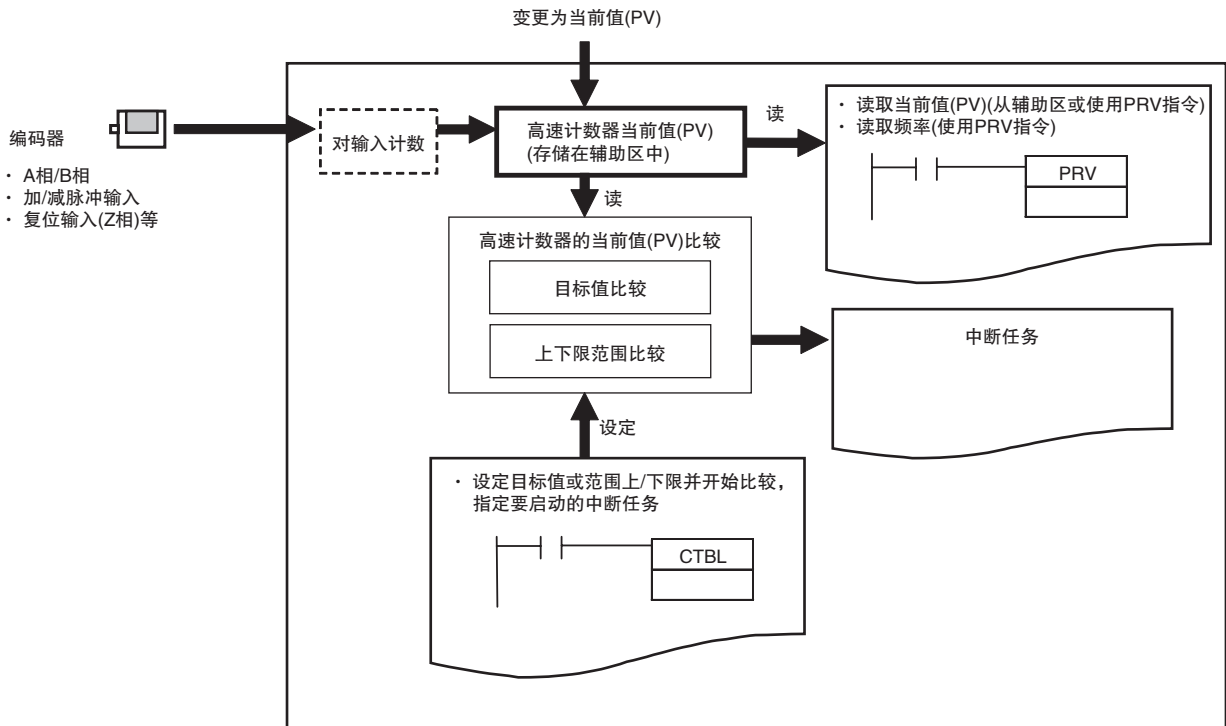 变更为当前值(PV)
编码器
· A相/B相
· 加/减脉冲输入
· 复位输入(Z相)等
对输入计数
高速计数器当前值(PV)
(存储在辅助区中)
读
· 读取当前值(PV)(从辅助区或使用PRV指令)
· 读取频率(使用PRV指令)
PRV
读
高速计数器的当前值(PV)比较
目标值比较
上下限范围比较
中断任务
设定
· 设定目标值或范围上/下限并开始比较，
指定要启动的中断任务
CTBL